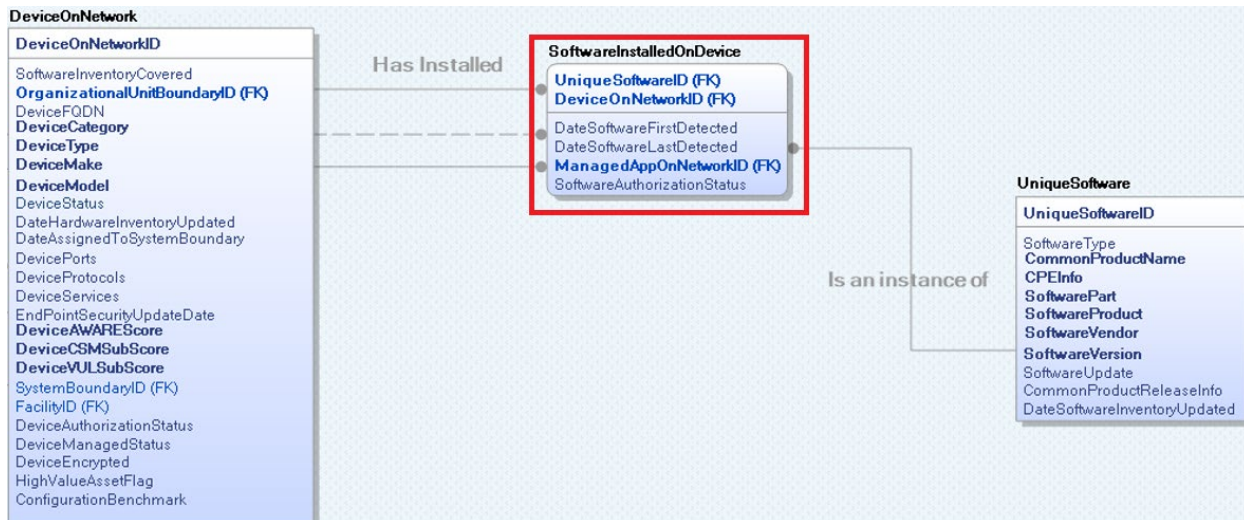 DeviceOnNetwork
DeviceOnNetworkID
SoftwareInventoryCovered
OrganizationalUnitBoundaryID (FK)
DeviceFQDN
DeviceCategory
DeviceType
DeviceMake
DeviceModel
DeviceStatus
DateHardwareInventoryUpdated
DateAssignedToSystemBoundary
DevicePorts
DeviceProtocols
DeviceServices
EndPointSecurityUpdateDate
DeviceAWAREScore
DeviceCSMSubScore
DeviceVULSubScore
SystemBoundaryID (FK)
FacilityID (FK)
DeviceAuthorizationStatus
DeviceManagedStatus
DeviceEncrypted
HighValueAssetFlag
ConfigurationBenchmark
Has Installed
SoftwareInstalledOnDevice
UniqueSoftwareID (FK)
DeviceOnNetworkID (FK)
DateSoftwareFirstDetected
DateSoftwareLastDetected
ManagedAppOnNetworkID (FK)
SoftwareAuthorizationStatus
Is an instance of
UniqueSoftware
UniqueSoftwareID
SoftwareType
CommonProductName
CPEInfo
SoftwarePart
SoftwareProduct
SoftwareVendor
SoftwareVersion
SoftwareUpdate
CommonProductReleaseInfo
DateSoftwareInventoryUpdated